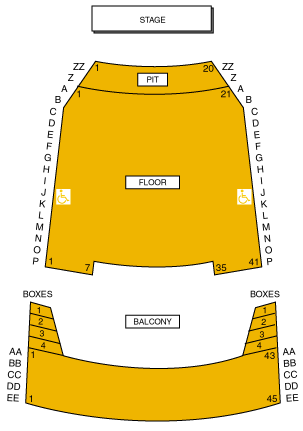 STAGE
ZZ 1 20 ZZ
Z PIT Z
A 1 21 A
B B
C C
D D
E E
F F
G G
H H
I FLOOR I
J J
K K
L L
M M
N N
O O
P 1 7 35 41 P
BOXES BOXES
1 1
2 BALCONY 2
3 3
4 4
AA 1 43 AA
BB BB
CC CC
DD DD
EE 1 45 EE